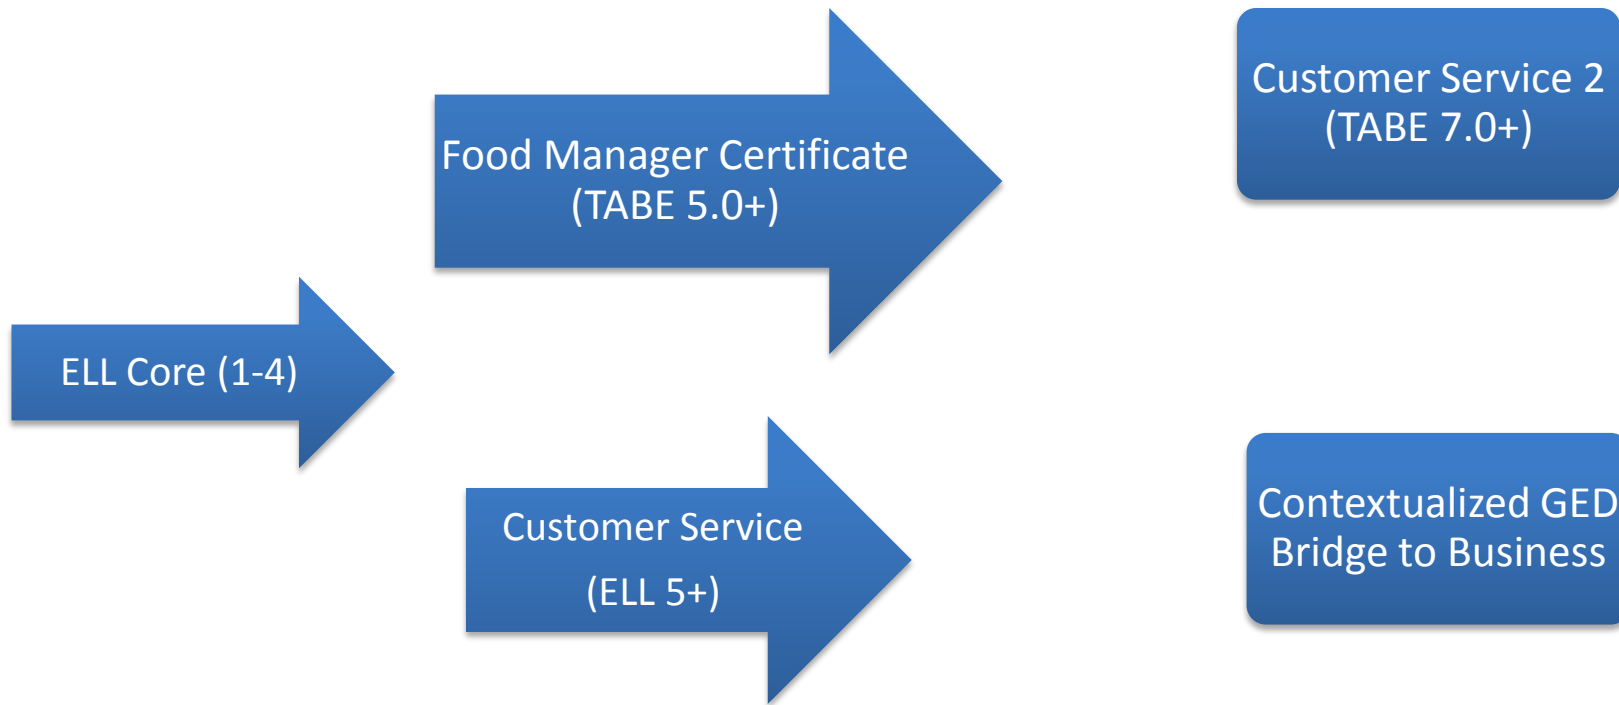 ELL Core (1-4)
Food Manager Certificate
(TABE 5.0+)
Customer Service
(ELL 5+)
Customer Service 2
(TABE 7.0+)
Contextualized GED
Bridge to Business